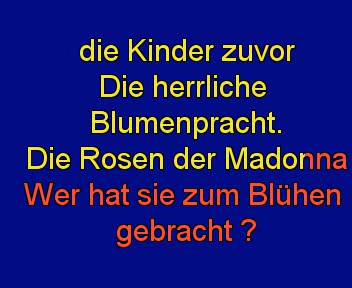 die Kinder zuvor
Die herrliche
Blumenpracht.
Die Rosen der Madonna
Wer hat sie zum Blühen
gebracht ?